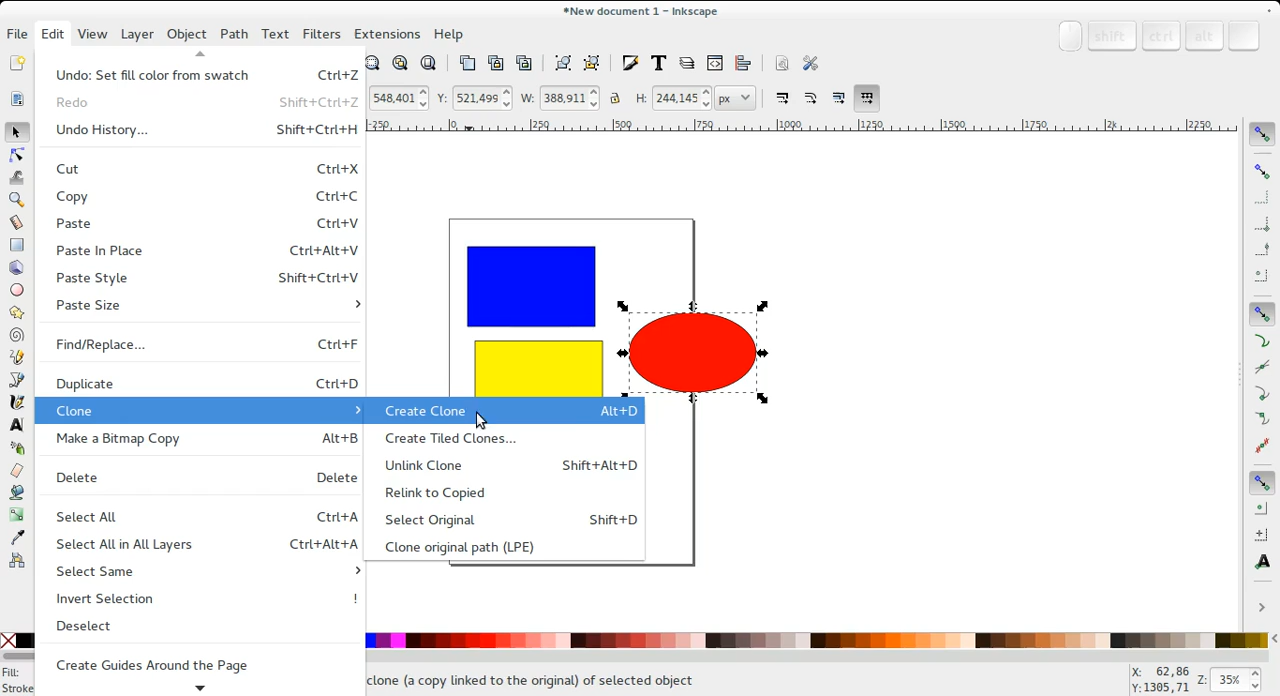 *New document 1 - Inkscape
File Edit View Layer Object Path Text Filters Extensions Help
shift ctrl alt
Undo: Set fill color from swatch Ctrl+Z
Redo Shift+Ctrl+Z
Undo History... Shift+Ctrl+H
548,401 Y: 521,499 W: 388,911 H: 244,145 px
-250 0 250 500 750 1000 1250 1500 1750 2k 2250
Cut Ctrl+X
Copy Ctrl+C
Paste Ctrl+V
Paste In Place Ctrl+Alt+V
Paste Style Shift+Ctrl+V
Paste Size
Find/Replace... Ctrl+F
Duplicate Ctrl+D
Clone
Make a Bitmap Copy Alt+B
Delete Delete
Select All Ctrl+A
Select All in All Layers Ctrl+Alt+A
Select Same
Invert Selection !
Deselect
Create Guides Around the Page
Create Clone Alt+D
Create Tiled Clones...
Unlink Clone Shift+Alt+D
Relink to Copied
Select Original Shift+D
Clone original path (LPE)
Fill:
Stroke
clone (a copy linked to the original) of selected object
X: 62,86
Y:1305,71
Z: 35%